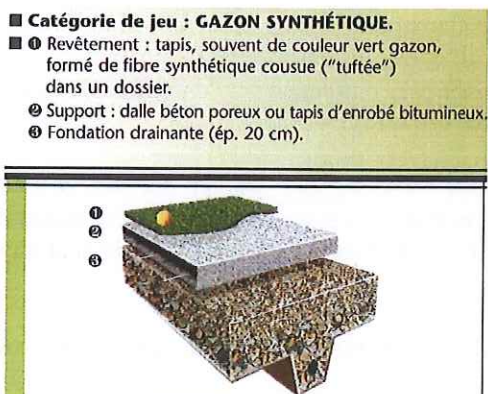 ■ Catégorie de jeu : GAZON SYNTHÉTIQUE.
■ ❶ Revêtement : tapis, souvent de couleur vert gazon,
formé de fibre synthétique cousue ("tuftée")
dans un dossier.
❷ Support : dalle béton poreux ou tapis d'enrobé bitumineux.
❸ Fondation drainante (ép. 20 cm).
❶
❷
❸